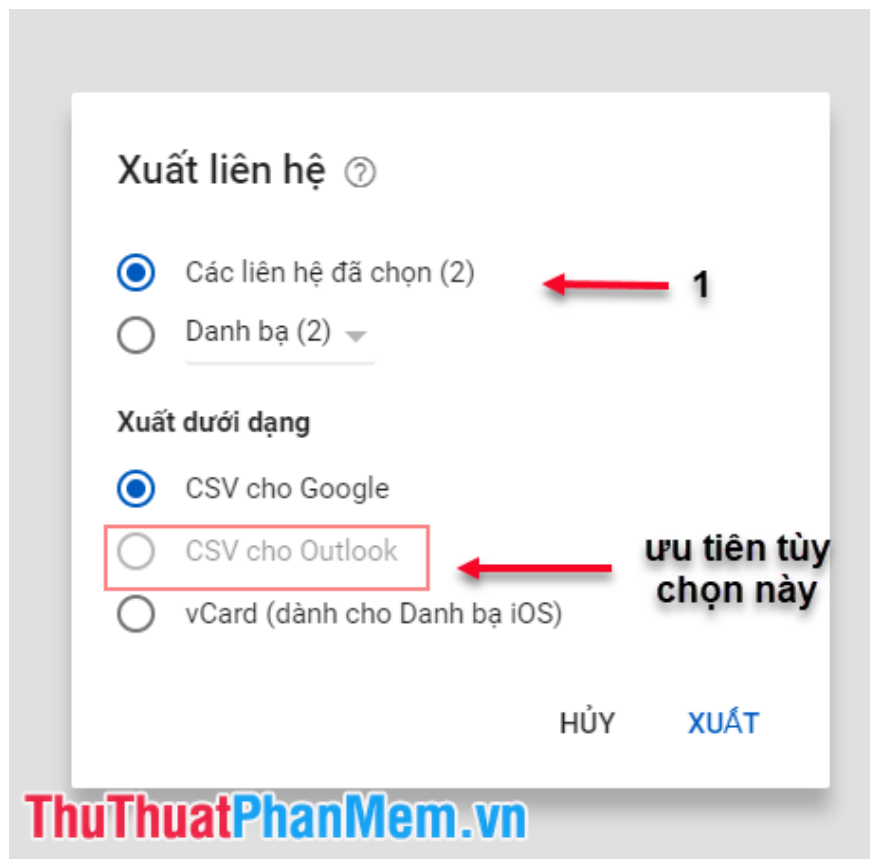 Xuất liên hệ ?
Các liên hệ đã chọn (2)
1
Danh bạ (2)
Xuất dưới dạng
CSV cho Google
CSV cho Outlook
ưu tiên tùy
chọn này
vCard (dành cho Danh bạ iOS)
HỦY XUẤT
ThuThuatPhanMem.vn